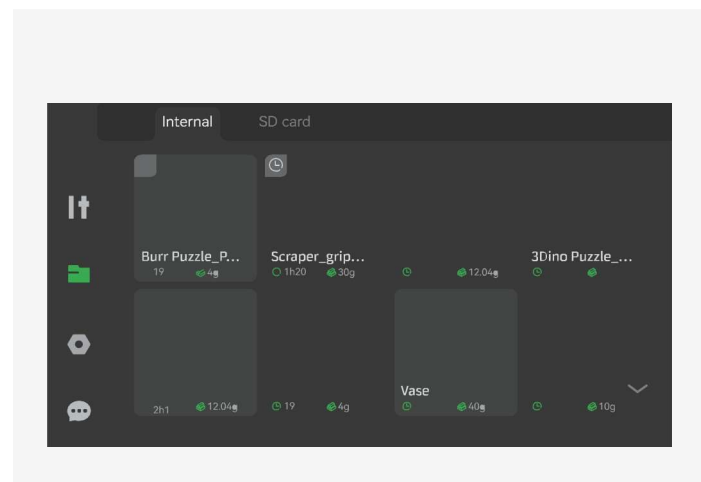 Internal SD card
Burr Puzzle_P... Scraper_grip... 3Dino Puzzle_...
19 4g 1h20 30g 12.04g
Vase
2h1 12.04g 19 4g 40g 10g